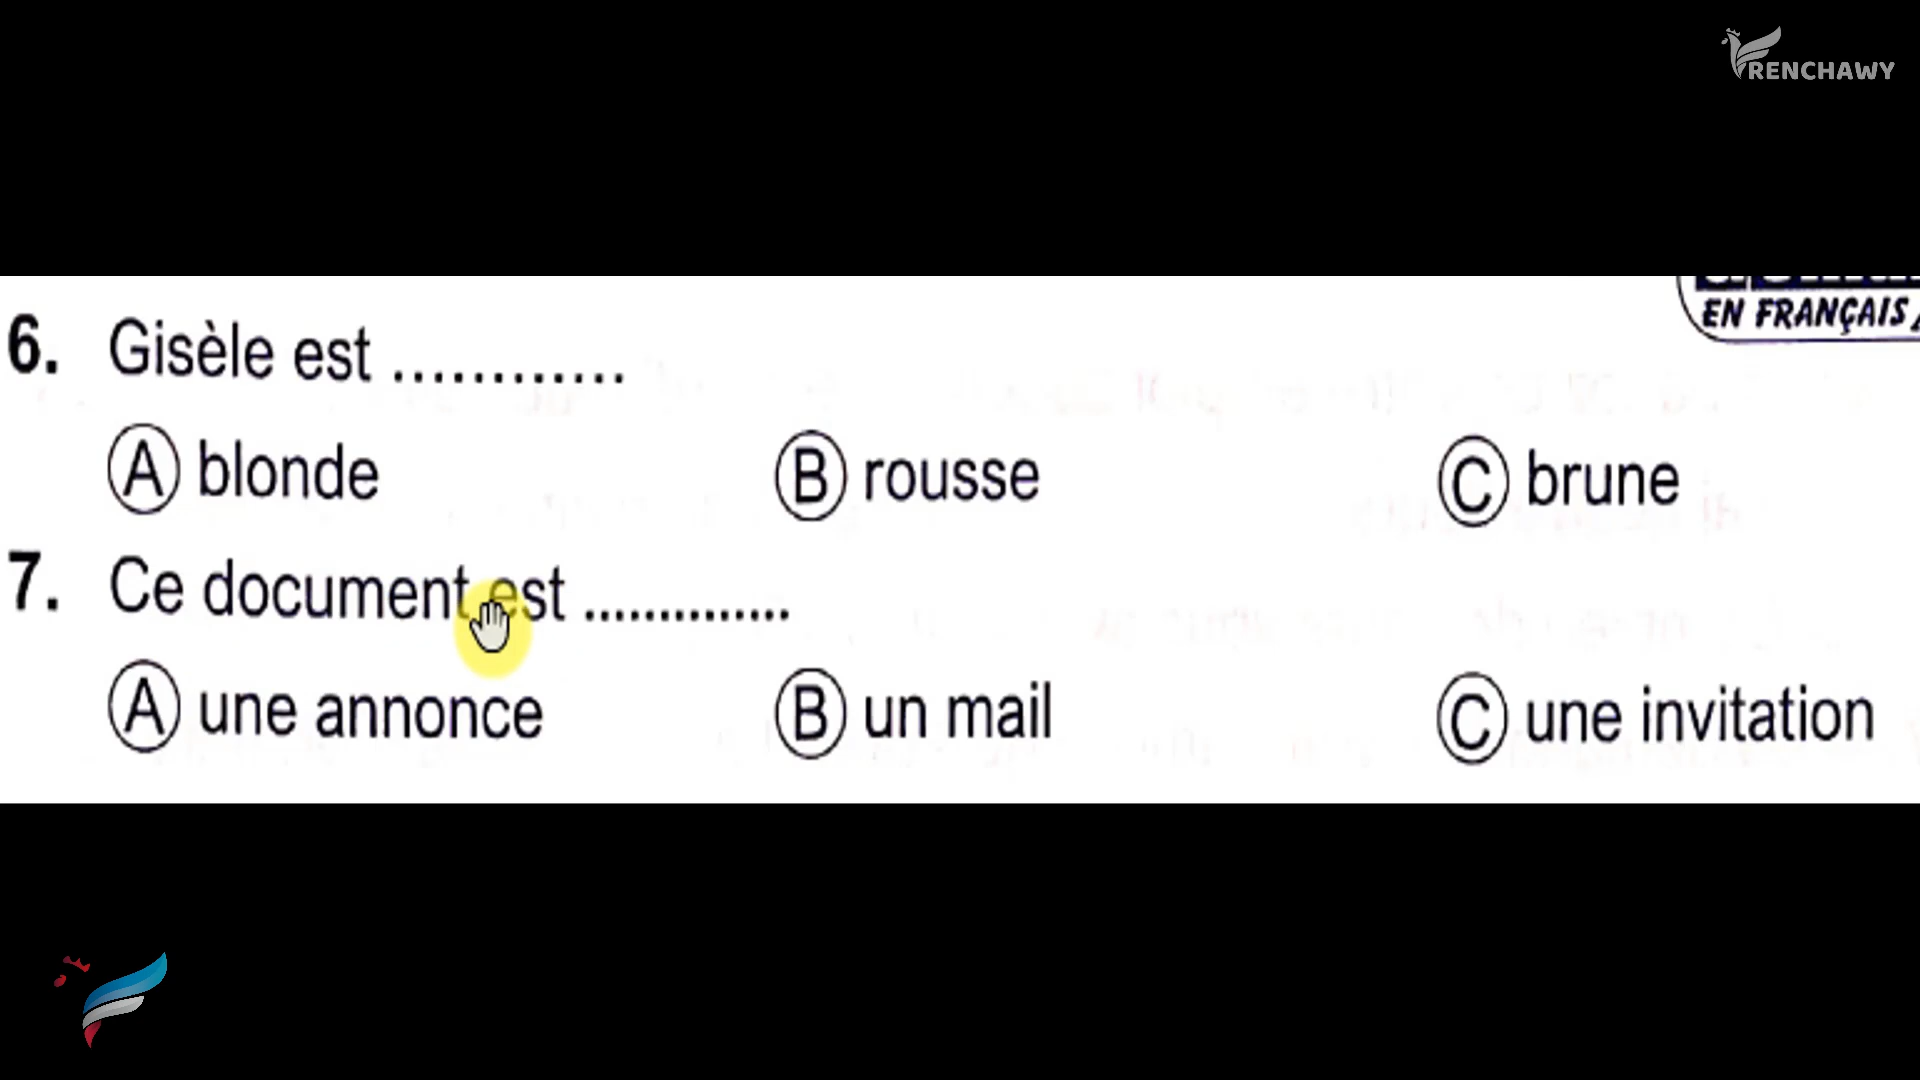 RENCHAWY
EN FRANÇAIS
6. Gisèle est ............
A blonde B rousse C brune
7. Ce document est ..............
A une annonce B un mail C une invitation